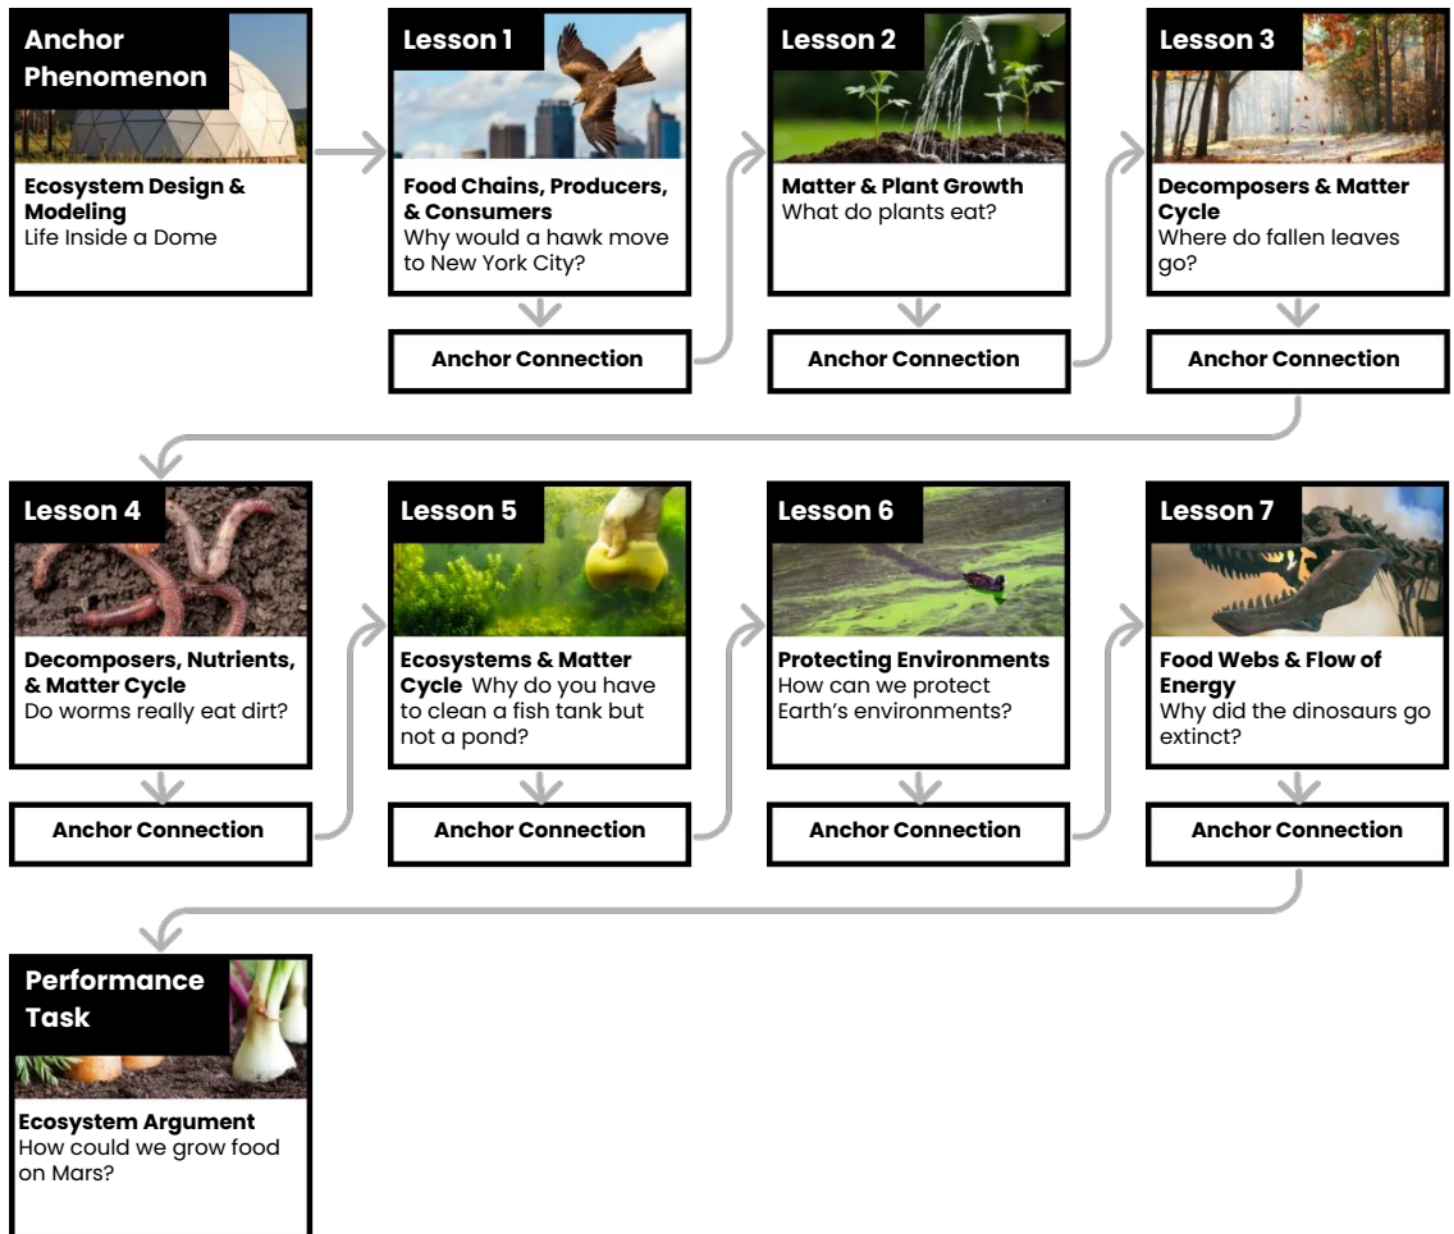 Anchor
Phenomenon
Ecosystem Design &
Modeling
Life Inside a Dome
Lesson 1
Food Chains, Producers,
& Consumers
Why would a hawk move
to New York City?
Anchor Connection
Lesson 2
Matter & Plant Growth
What do plants eat?
Anchor Connection
Lesson 3
Decomposers & Matter
Cycle
Where do fallen leaves
go?
Anchor Connection
Lesson 4
Decomposers, Nutrients,
& Matter Cycle
Do worms really eat dirt?
Anchor Connection
Lesson 5
Ecosystems & Matter
Cycle Why do you have
to clean a fish tank but
not a pond?
Anchor Connection
Lesson 6
Protecting Environments
How can we protect
Earth's environments?
Anchor Connection
Lesson 7
Food Webs & Flow of
Energy
Why did the dinosaurs go
extinct?
Anchor Connection
Performance
Task
Ecosystem Argument
How could we grow food
on Mars?